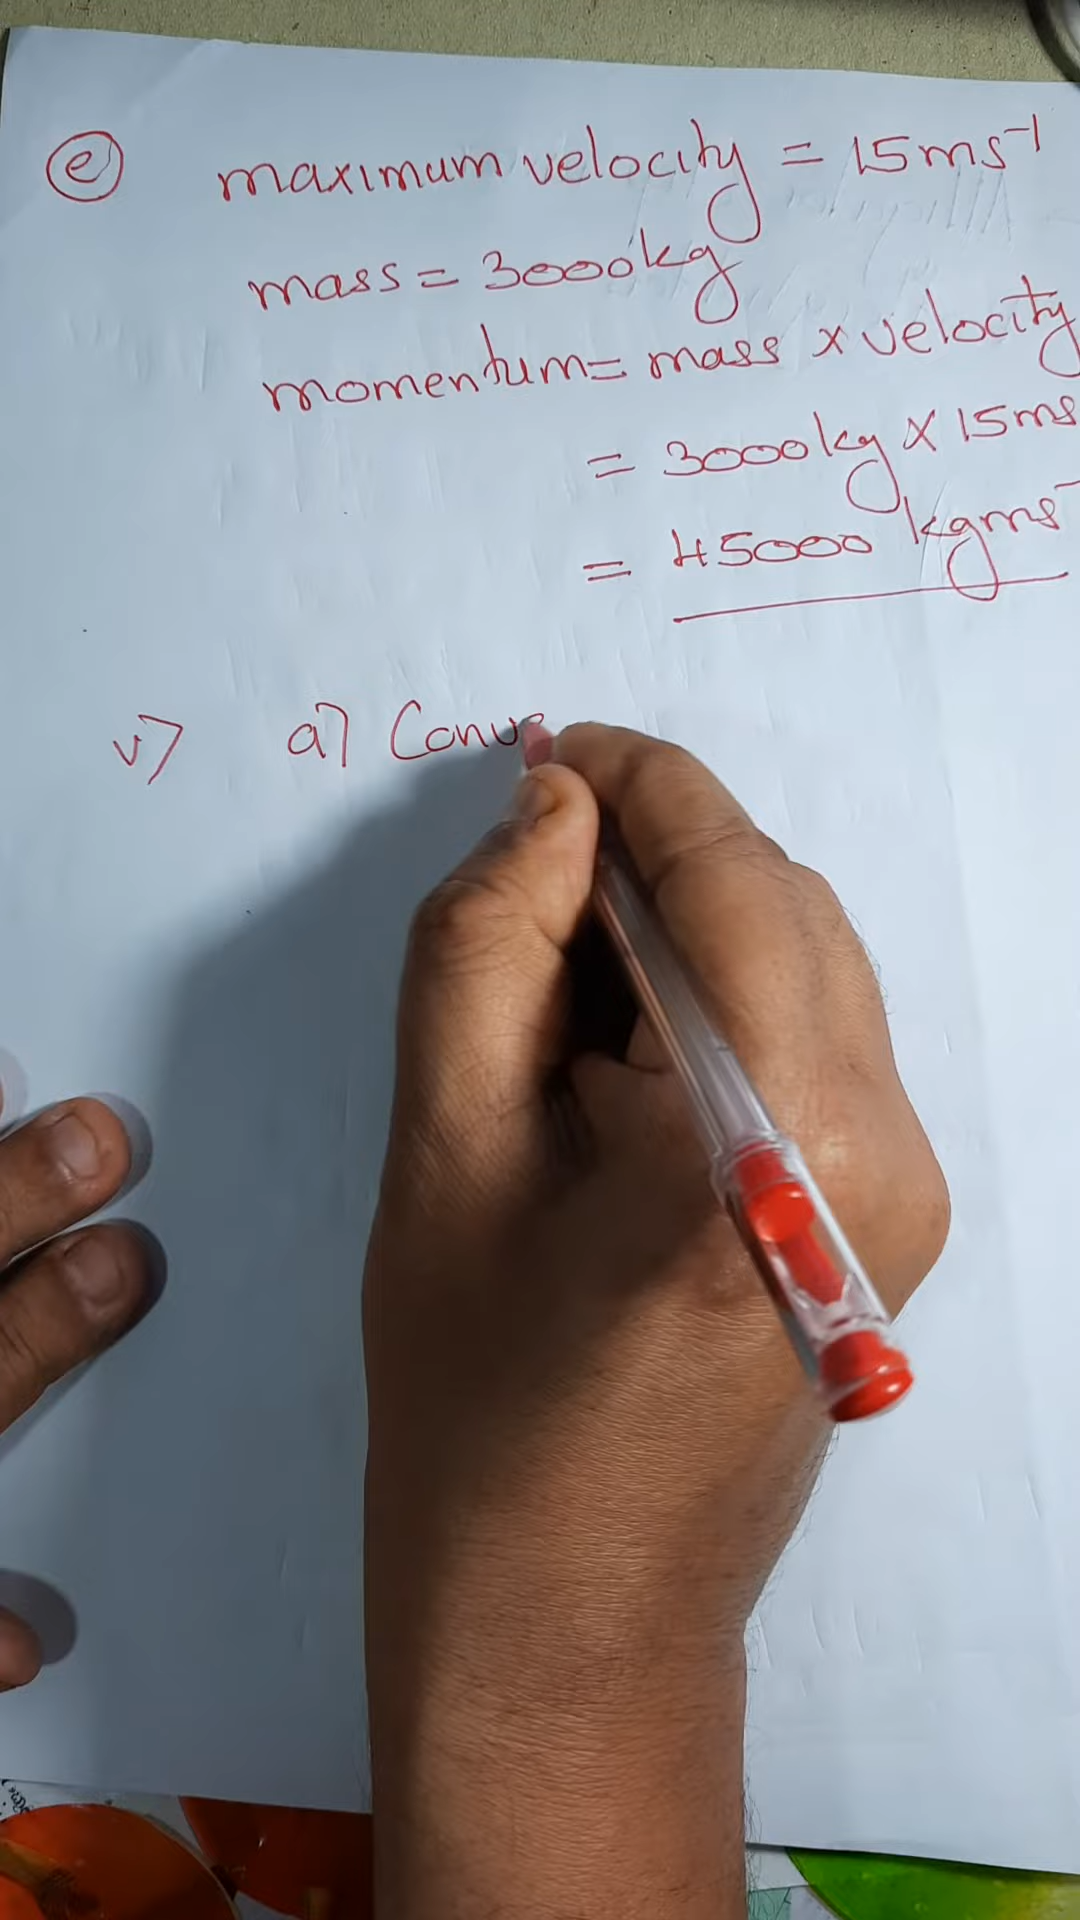 e maximum velocity = 15ms⁻¹
mass = 3000kg
momentum = mass x velocity
= 3000kg x 15ms
= 45000 kgms⁻
v) a) Conve